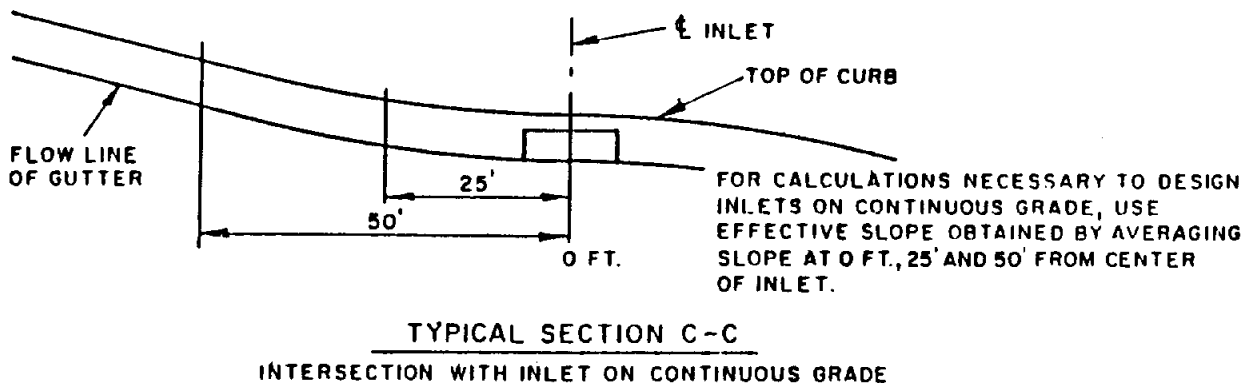 ℄ INLET
TOP OF CURB
FLOW LINE
OF GUTTER
25'
50'
0 FT.
FOR CALCULATIONS NECESSARY TO DESIGN
INLETS ON CONTINUOUS GRADE, USE
EFFECTIVE SLOPE OBTAINED BY AVERAGING
SLOPE AT 0 FT., 25' AND 50' FROM CENTER
OF INLET.
TYPICAL SECTION C~C
INTERSECTION WITH INLET ON CONTINUOUS GRADE